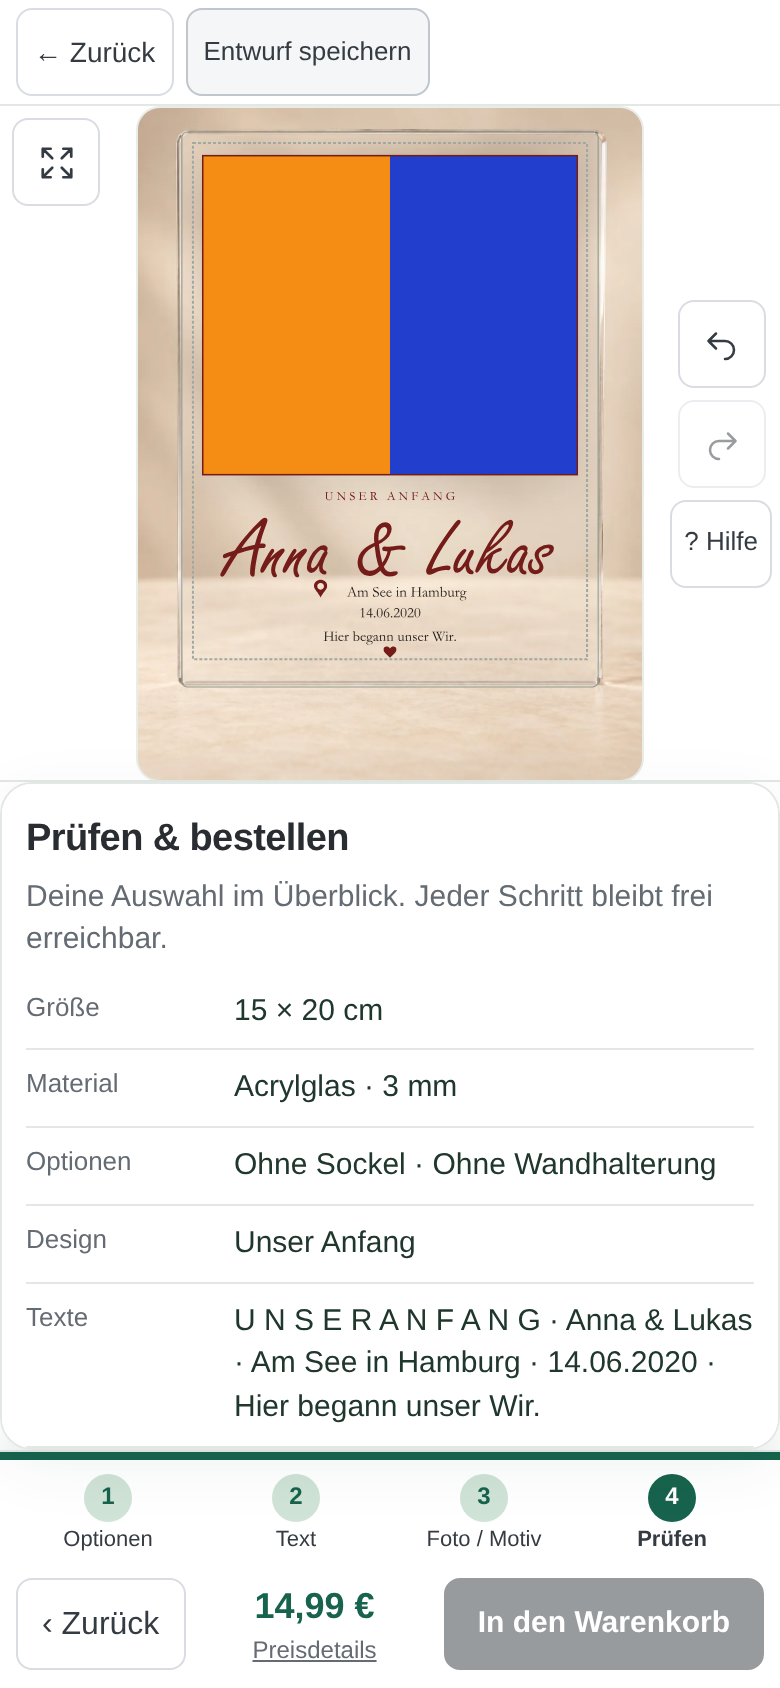 ← Zurück
Entwurf speichern
UNSER ANFANG
Anna & Lukas
Am See in Hamburg
14.06.2020
Hier begann unser Wir.
? Hilfe
Prüfen & bestellen
Deine Auswahl im Überblick. Jeder Schritt bleibt frei
erreichbar.
Größe
15 × 20 cm
Material
Acrylglas · 3 mm
Optionen
Ohne Sockel · Ohne Wandhalterung
Design
Unser Anfang
Texte
U N S E R A N F A N G · Anna & Lukas
· Am See in Hamburg · 14.06.2020 ·
Hier begann unser Wir.
1
Optionen
2
Text
3
Foto / Motiv
4
Prüfen
‹ Zurück
14,99 €
Preisdetails
In den Warenkorb